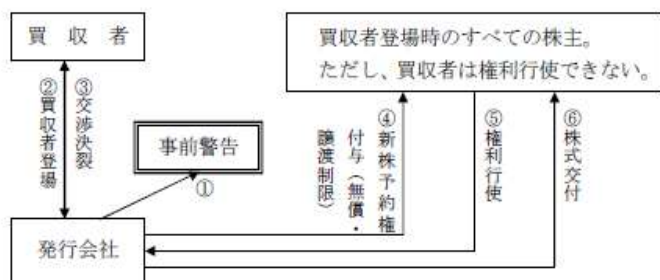 買 収 者
買収者登場時のすべての株主。
ただし、買収者は権利行使できない。
②買収者登場
③交渉決裂
事前警告
①
④新株予約権
付与（無償・
譲渡制限）
⑤権利行使
⑥株式交付
発行会社